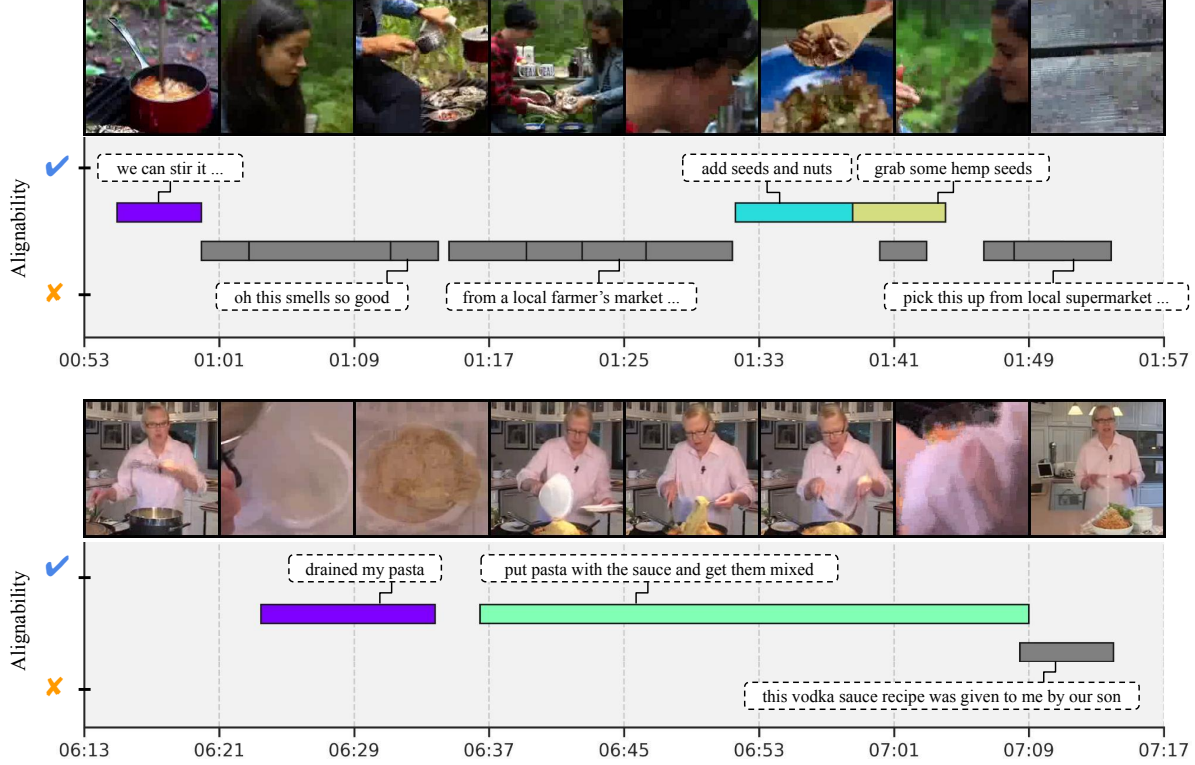 we can stir it ...
add seeds and nuts
grab some hemp seeds
Alignability
oh this smells so good
from a local farmer’s market ...
pick this up from local supermarket ...
00:53 01:01 01:09 01:17 01:25 01:33 01:41 01:49 01:57
drained my pasta
put pasta with the sauce and get them mixed
Alignability
this vodka sauce recipe was given to me by our son
06:13 06:21 06:29 06:37 06:45 06:53 07:01 07:09 07:17